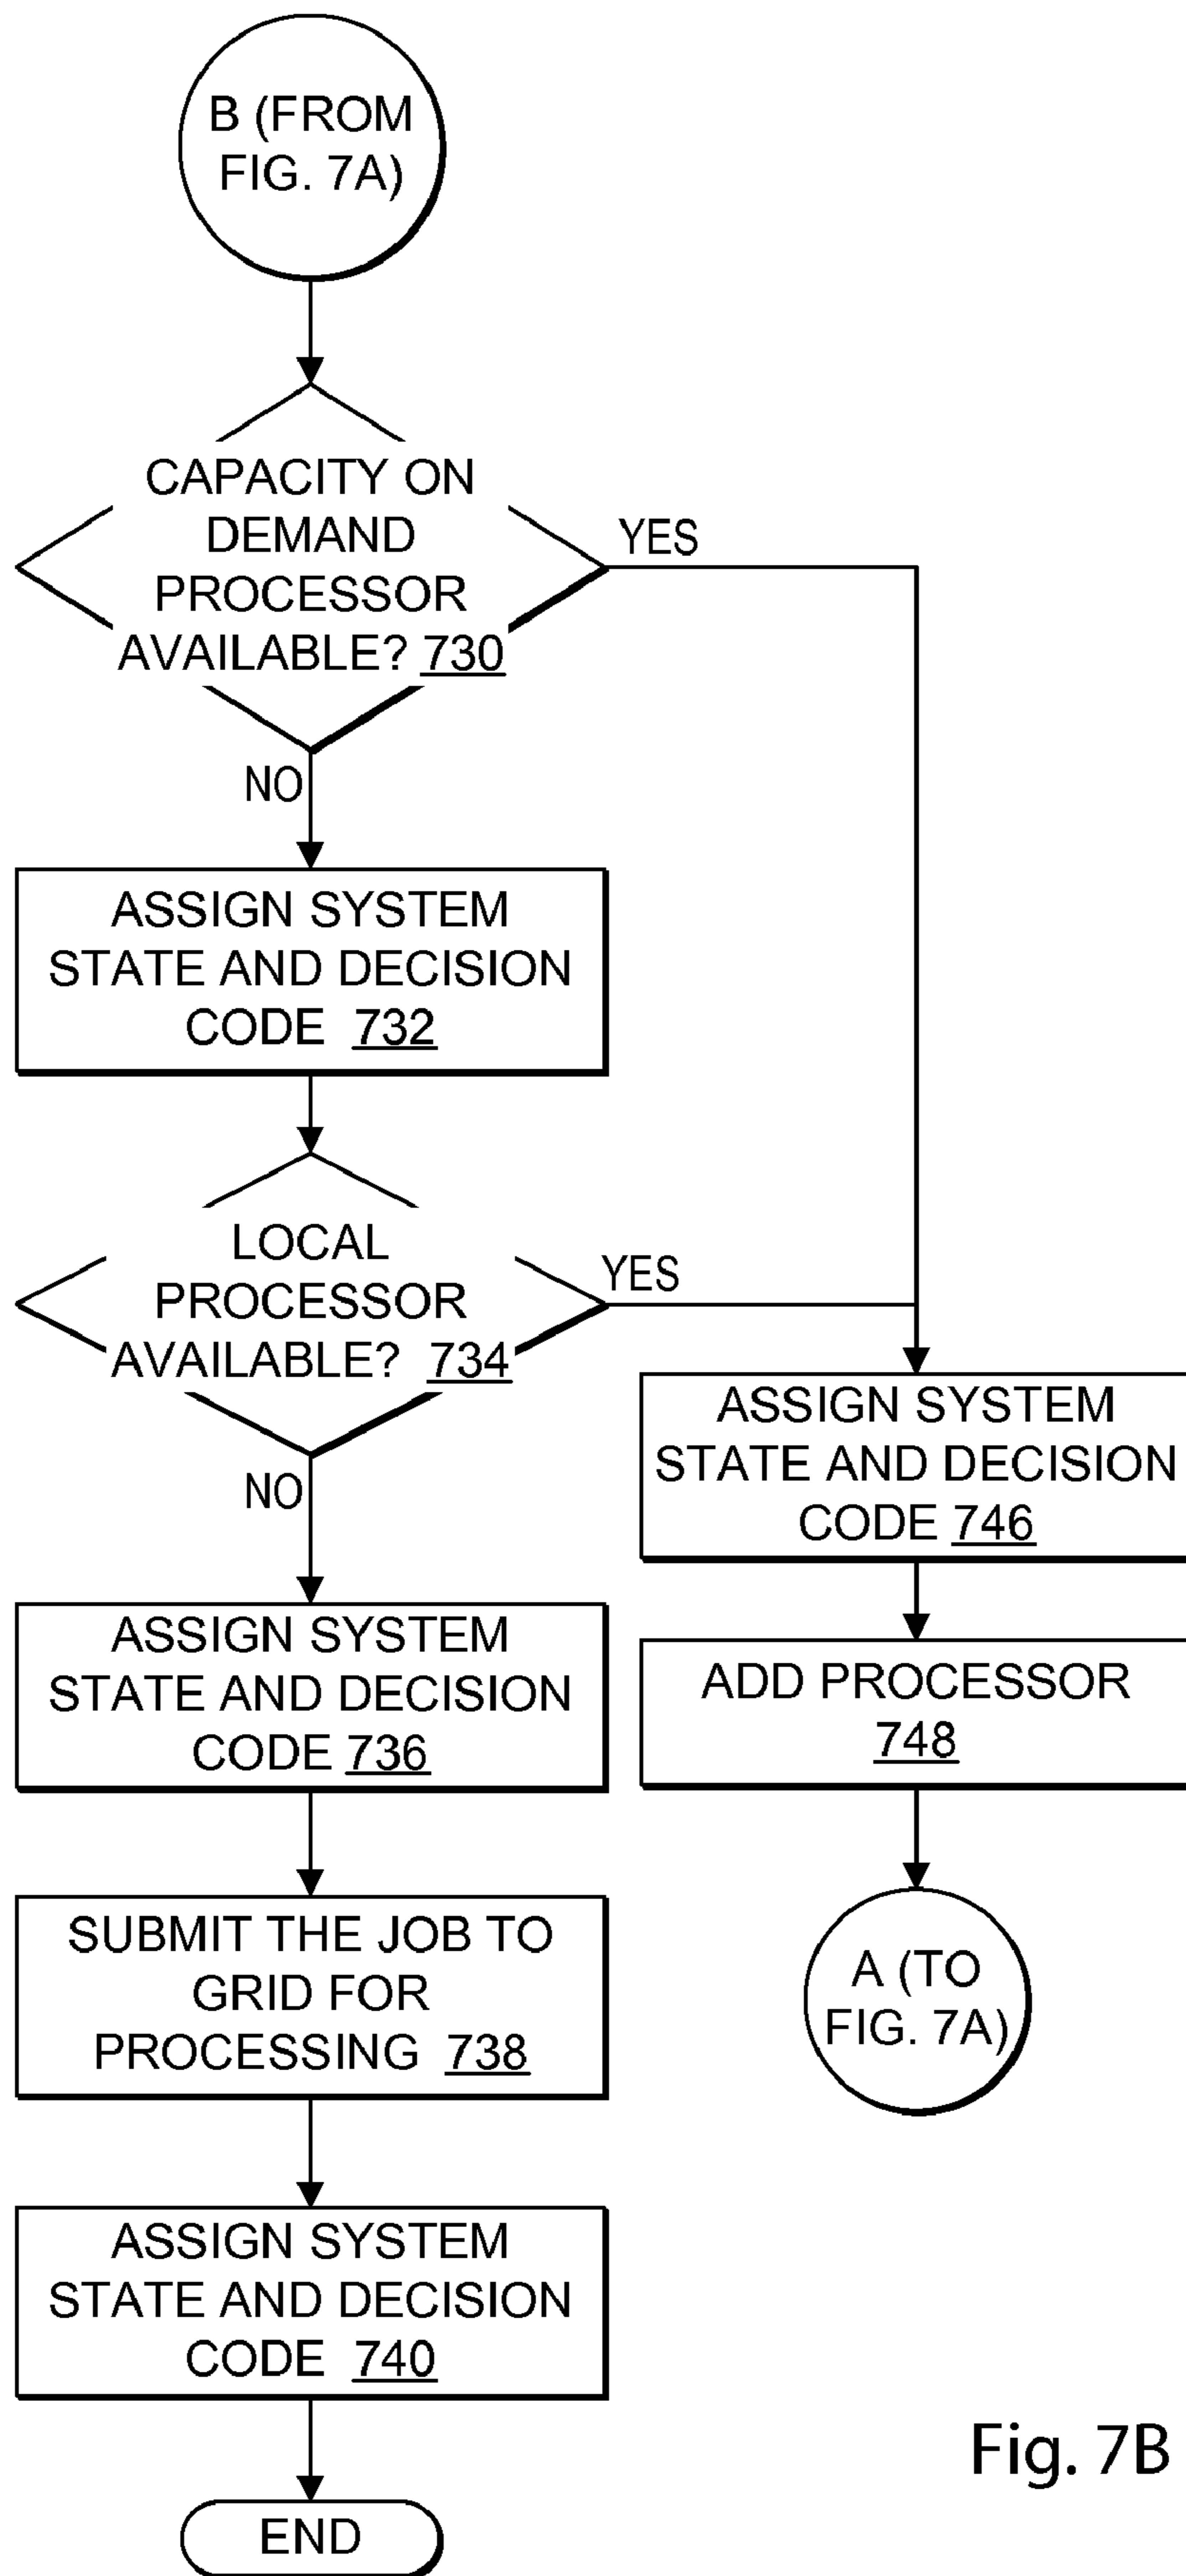 B (FROM
FIG. 7A)
CAPACITY ON
DEMAND
PROCESSOR
AVAILABLE? 730
YES
NO
ASSIGN SYSTEM
STATE AND DECISION
CODE 732
LOCAL
PROCESSOR
AVAILABLE? 734
YES
NO
ASSIGN SYSTEM
STATE AND DECISION
CODE 736
SUBMIT THE JOB TO
GRID FOR
PROCESSING 738
ASSIGN SYSTEM
STATE AND DECISION
CODE 740
END
ASSIGN SYSTEM
STATE AND DECISION
CODE 746
ADD PROCESSOR
748
A (TO
FIG. 7A)
Fig. 7B